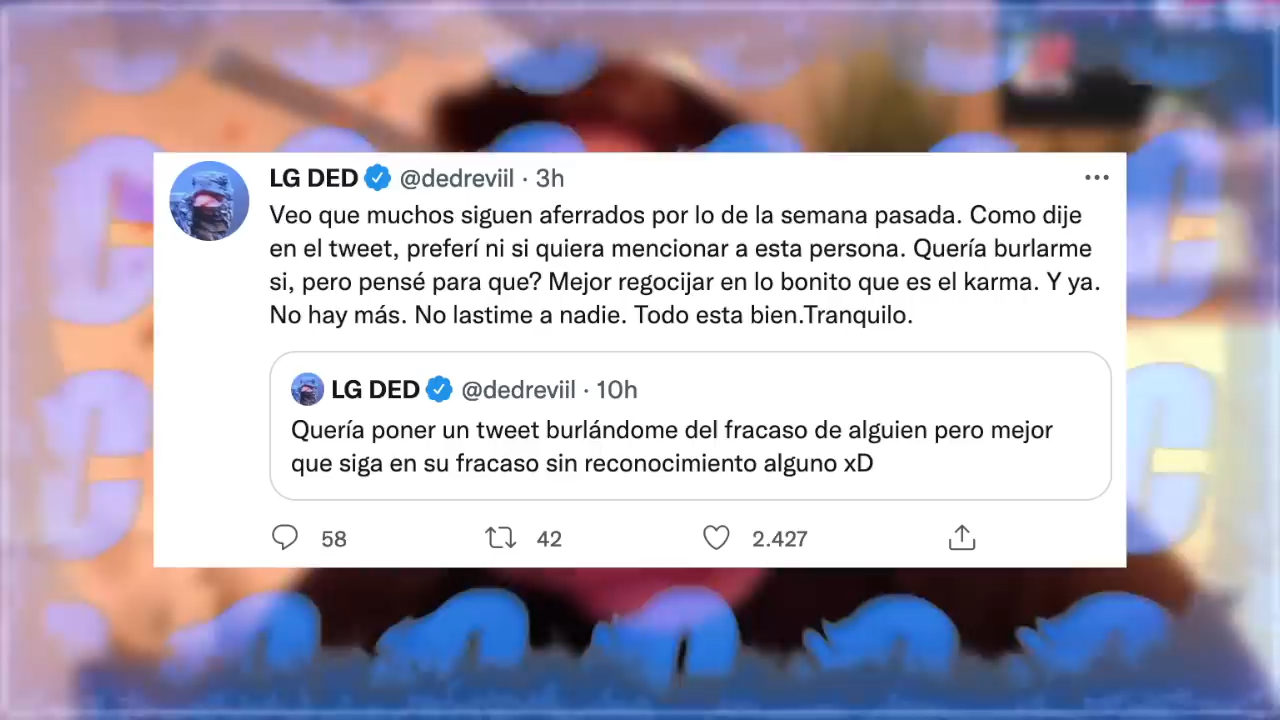 LG DED @dedreviil · 3h
Veo que muchos siguen aferrados por lo de la semana pasada. Como dije
en el tweet, preferí ni si quiera mencionar a esta persona. Quería burlarme
si, pero pensé para que? Mejor regocijar en lo bonito que es el karma. Y ya.
No hay más. No lastime a nadie. Todo esta bien.Tranquilo.
LG DED @dedreviil · 10h
Quería poner un tweet burlándome del fracaso de alguien pero mejor
que siga en su fracaso sin reconocimiento alguno xD
58 42 2.427